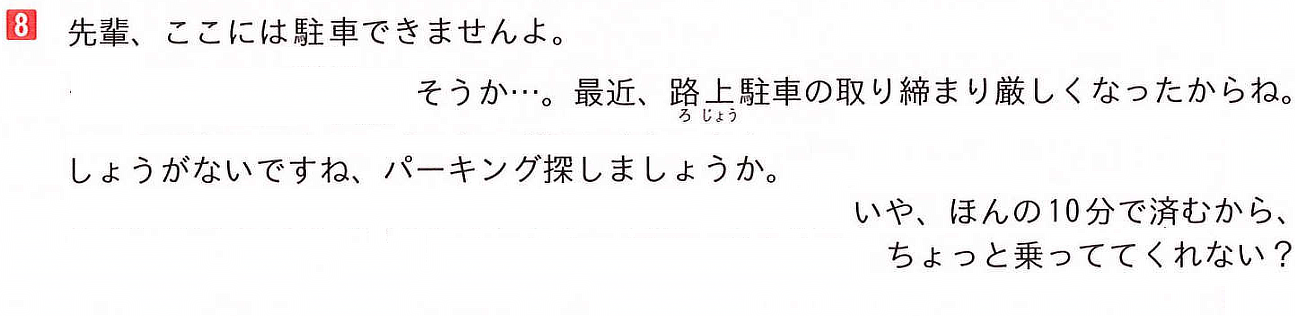 8 先輩、ここには駐車できませんよ。
そうか…。最近、路上駐車の取り締まり厳しくなったからね。
ろ じょう
しょうがないですね、パーキング探しましょうか。
いや、ほんの10分で済むから、
ちょっと乗っててくれない？